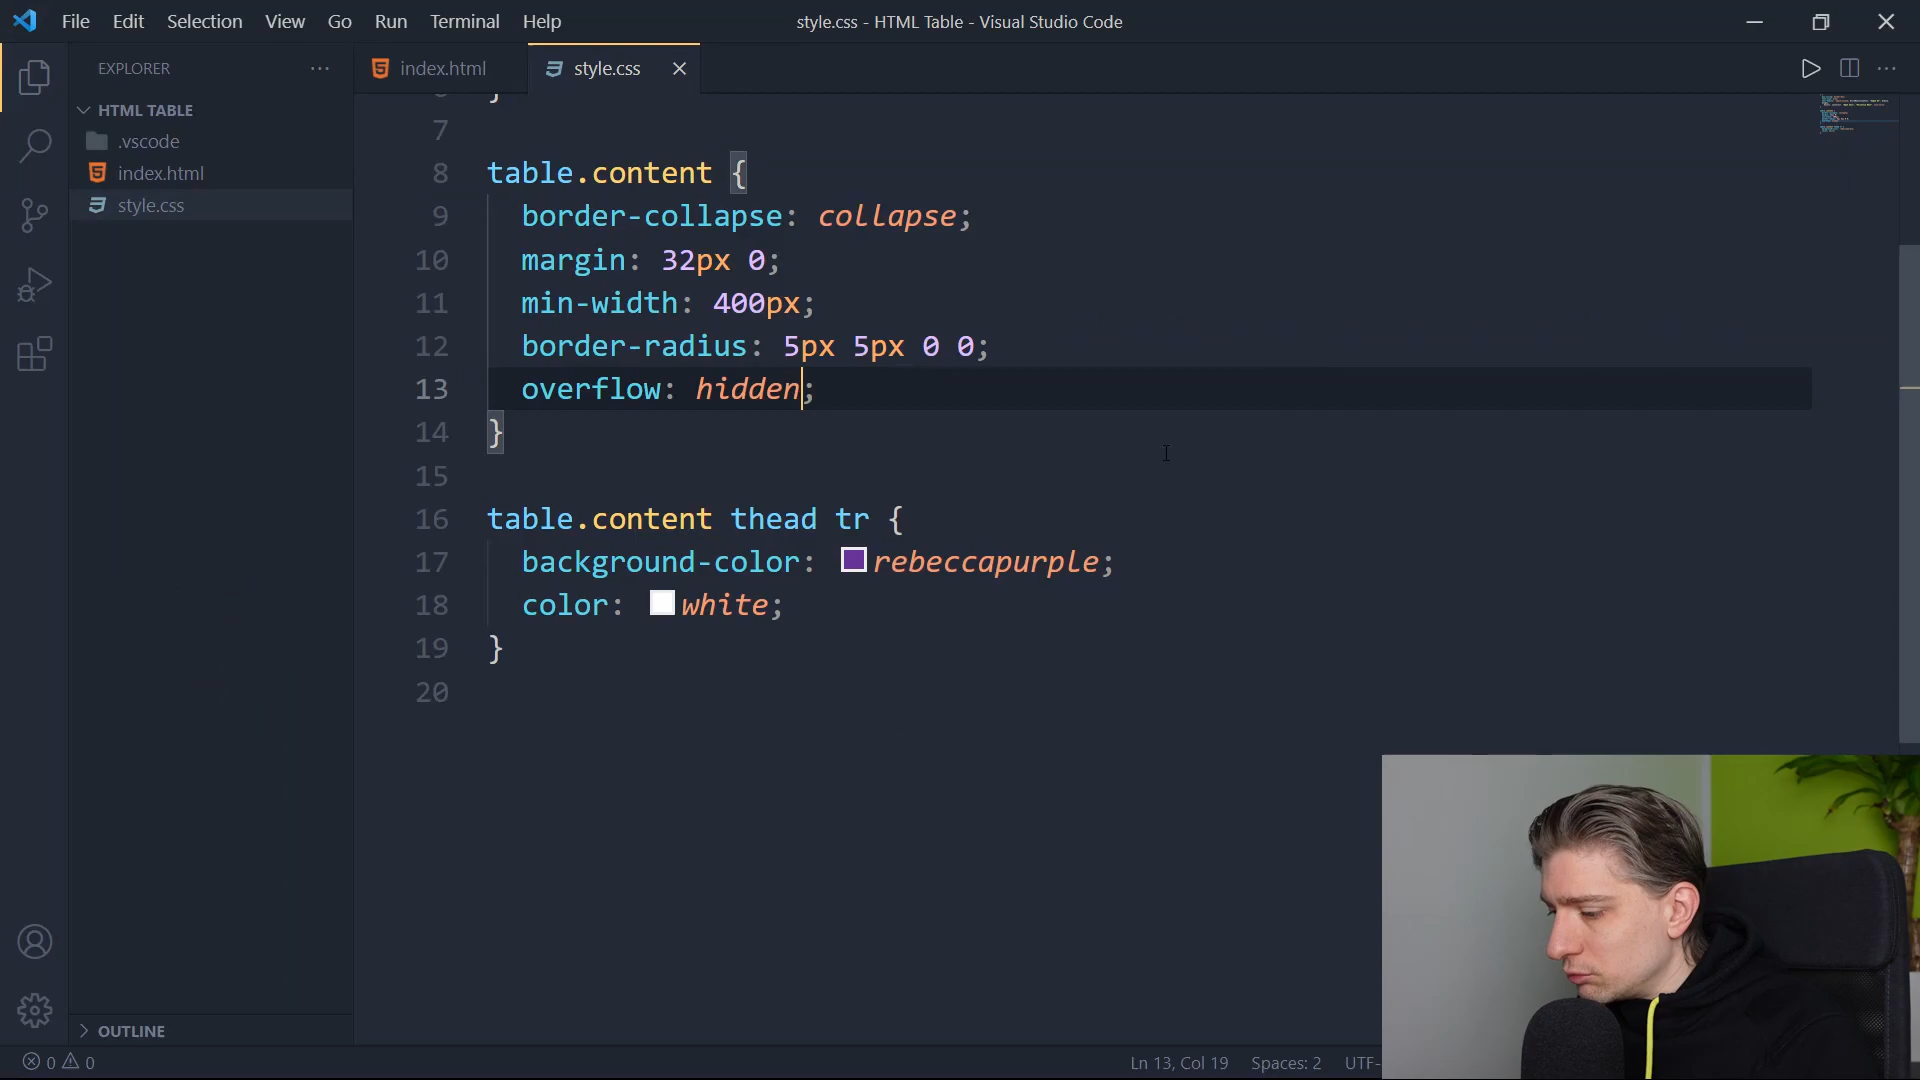 File Edit Selection View Go Run Terminal Help
style.css - HTML Table - Visual Studio Code
EXPLORER
index.html
style.css
HTML TABLE
.vscode
index.html
style.css
7
8 table.content {
9 border-collapse: collapse;
10 margin: 32px 0;
11 min-width: 400px;
12 border-radius: 5px 5px 0 0;
13 overflow: hidden;
14 }
15
16 table.content thead tr {
17 background-color: rebeccapurple;
18 color: white;
19 }
20
OUTLINE
0 0
Ln 13, Col 19 Spaces: 2 UTF-